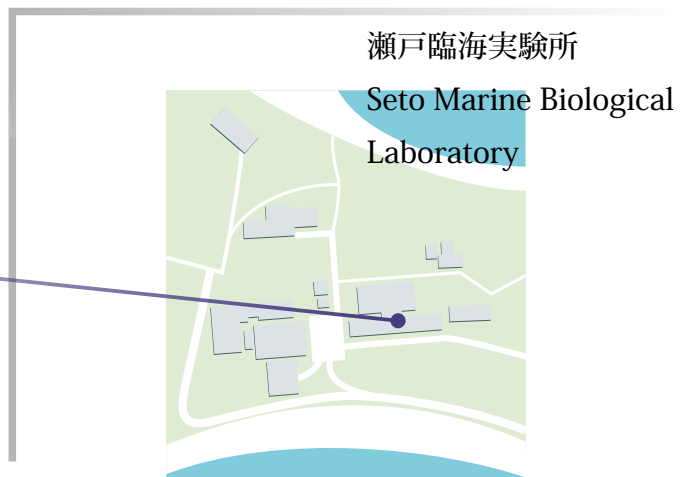 瀬戸臨海実験所
Seto Marine Biological
Laboratory